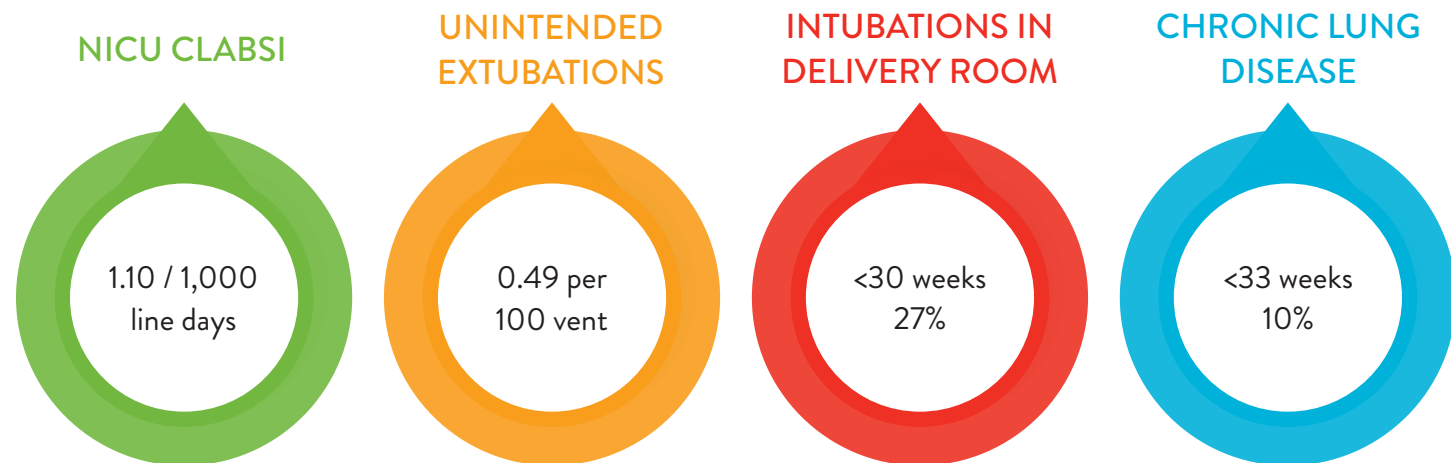 NICU CLABSI
1.10 / 1,000
line days
UNINTENDED
EXTUBATIONS
0.49 per
100 vent
INTUBATIONS IN
DELIVERY ROOM
<30 weeks
27%
CHRONIC LUNG
DISEASE
<33 weeks
10%